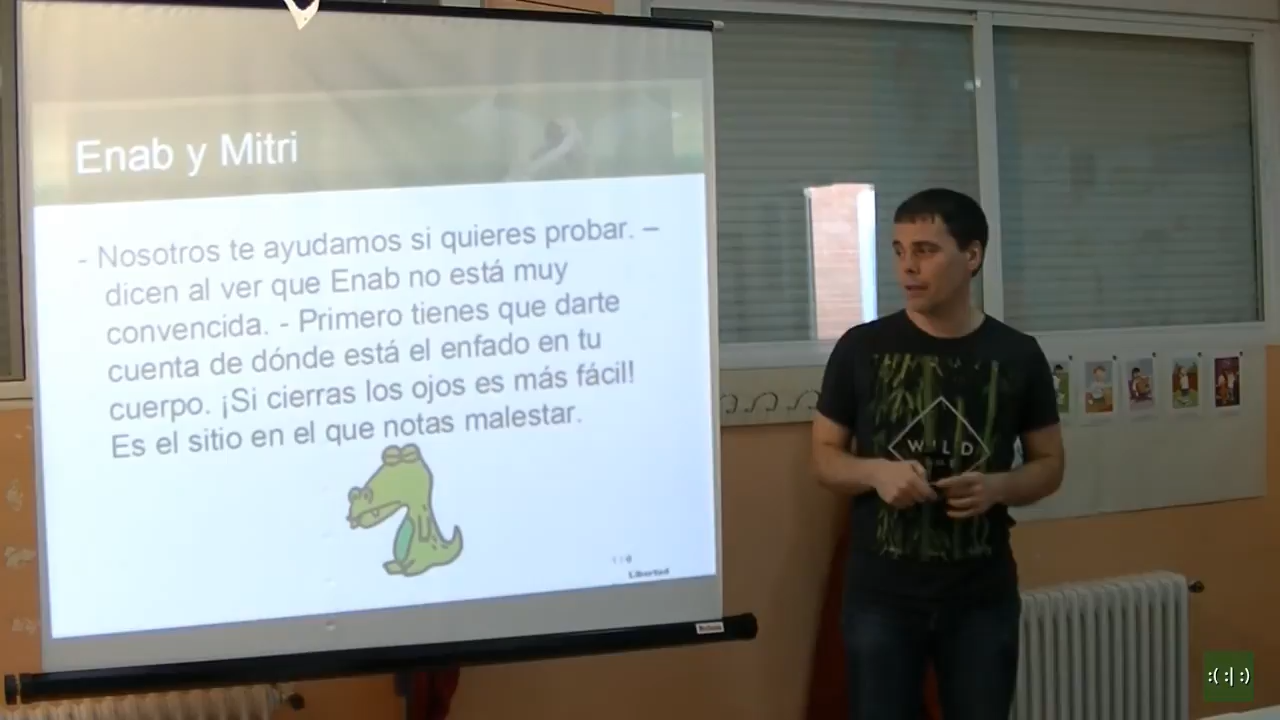 Enab y Mitri
- Nosotros te ayudamos si quieres probar. –
dicen al ver que Enab no está muy
convencida. - Primero tienes que darte
cuenta de dónde está el enfado en tu
cuerpo. ¡Si cierras los ojos es más fácil!
Es el sitio en el que notas malestar.
Libertad
WILD
:( :| :)